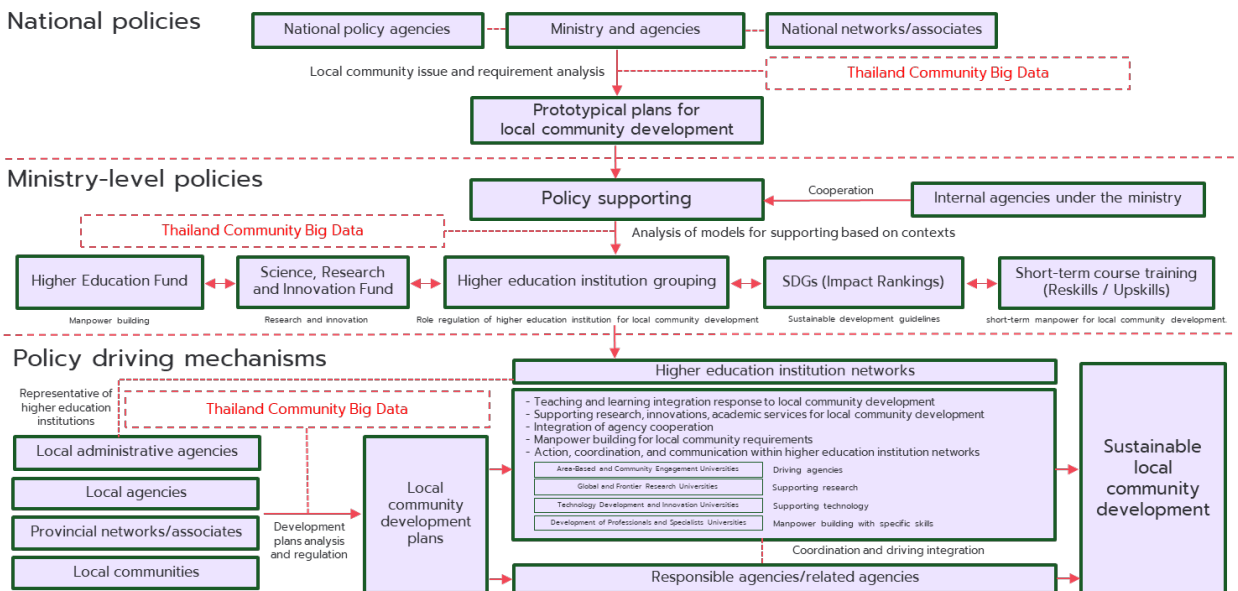 National policies
National policy agencies
Ministry and agencies
National networks/associates
Local community issue and requirement analysis
Thailand Community Big Data
Prototypical plans for
local community development
Ministry-level policies
Policy supporting
Cooperation
Internal agencies under the ministry
Thailand Community Big Data
Analysis of models for supporting based on contexts
Higher Education Fund
Science, Research
and Innovation Fund
Higher education institution grouping
SDGs (Impact Rankings)
Short-term course training
(Reskills / Upskills)
Manpower building
Research and innovation
Role regulation of higher education institution for local community development
Sustainable development guidelines
short-term manpower for local community development.
Policy driving mechanisms
Representative of
higher education
institutions
Thailand Community Big Data
Local administrative agencies
Local agencies
Provincial networks/associates
Local communities
Development
plans analysis
and regulation
Local
community
development
plans
Higher education institution networks
- Teaching and learning integration response to local community development
- Supporting research, innovations, academic services for local community development
- Integration of agency cooperation
- Manpower building for local community requirements
- Action, coordination, and communication within higher education institution networks
Area-Based and Community Engagement Universities
Driving agencies
Global and Frontier Research Universities
Supporting research
Technology Development and Innovation Universities
Supporting technology
Development of Professionals and Specialists Universities
Manpower building with specific skills
Coordination and driving integration
Responsible agencies/related agencies
Sustainable
local
community
development